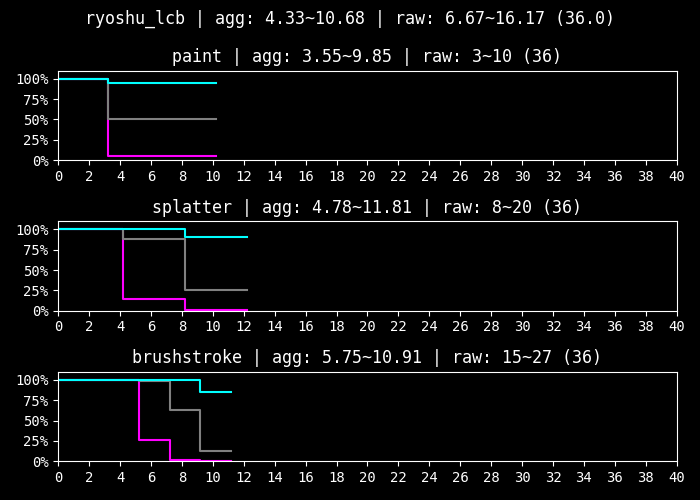 ryoshu_lcb | agg: 4.33~10.68 | raw: 6.67~16.17 (36.0)
paint | agg: 3.55~9.85 | raw: 3~10 (36)
100%
75%
50%
25%
0%
0 2 4 6 8 10 12 14 16 18 20 22 24 26 28 30 32 34 36 38 40
splatter | agg: 4.78~11.81 | raw: 8~20 (36)
100%
75%
50%
25%
0%
0 2 4 6 8 10 12 14 16 18 20 22 24 26 28 30 32 34 36 38 40
brushstroke | agg: 5.75~10.91 | raw: 15~27 (36)
100%
75%
50%
25%
0%
0 2 4 6 8 10 12 14 16 18 20 22 24 26 28 30 32 34 36 38 40